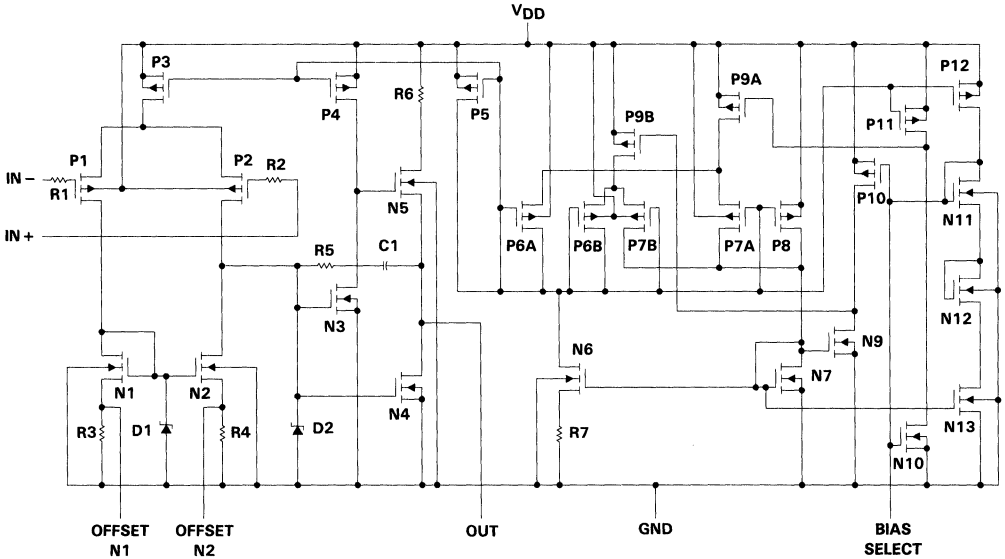 VDD
P3
P9A
P12
P4
R6
P5
P9B
P11
P1
P2
R2
IN −
R1
P10
N5
N11
IN +
P6A
P6B
P7B
P7A
P8
R5
C1
N3
N12
N6
N9
N1
N2
N4
N7
N13
R3
D1
R4
D2
R7
N10
OFFSET
N1
OFFSET
N2
OUT
GND
BIAS
SELECT